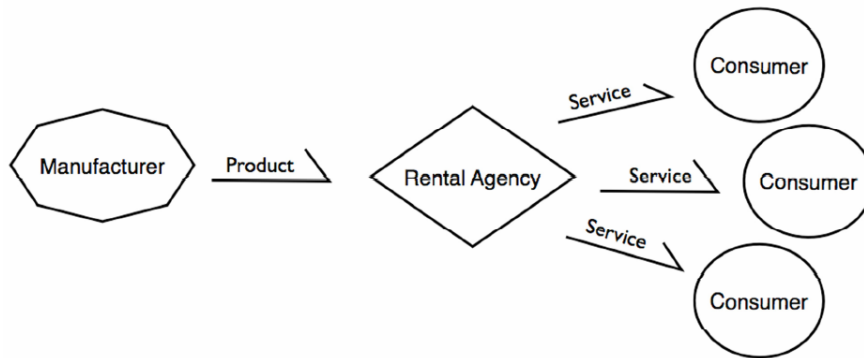 Manufacturer
Product
Rental Agency
Service
Consumer
Service
Consumer
Service
Consumer